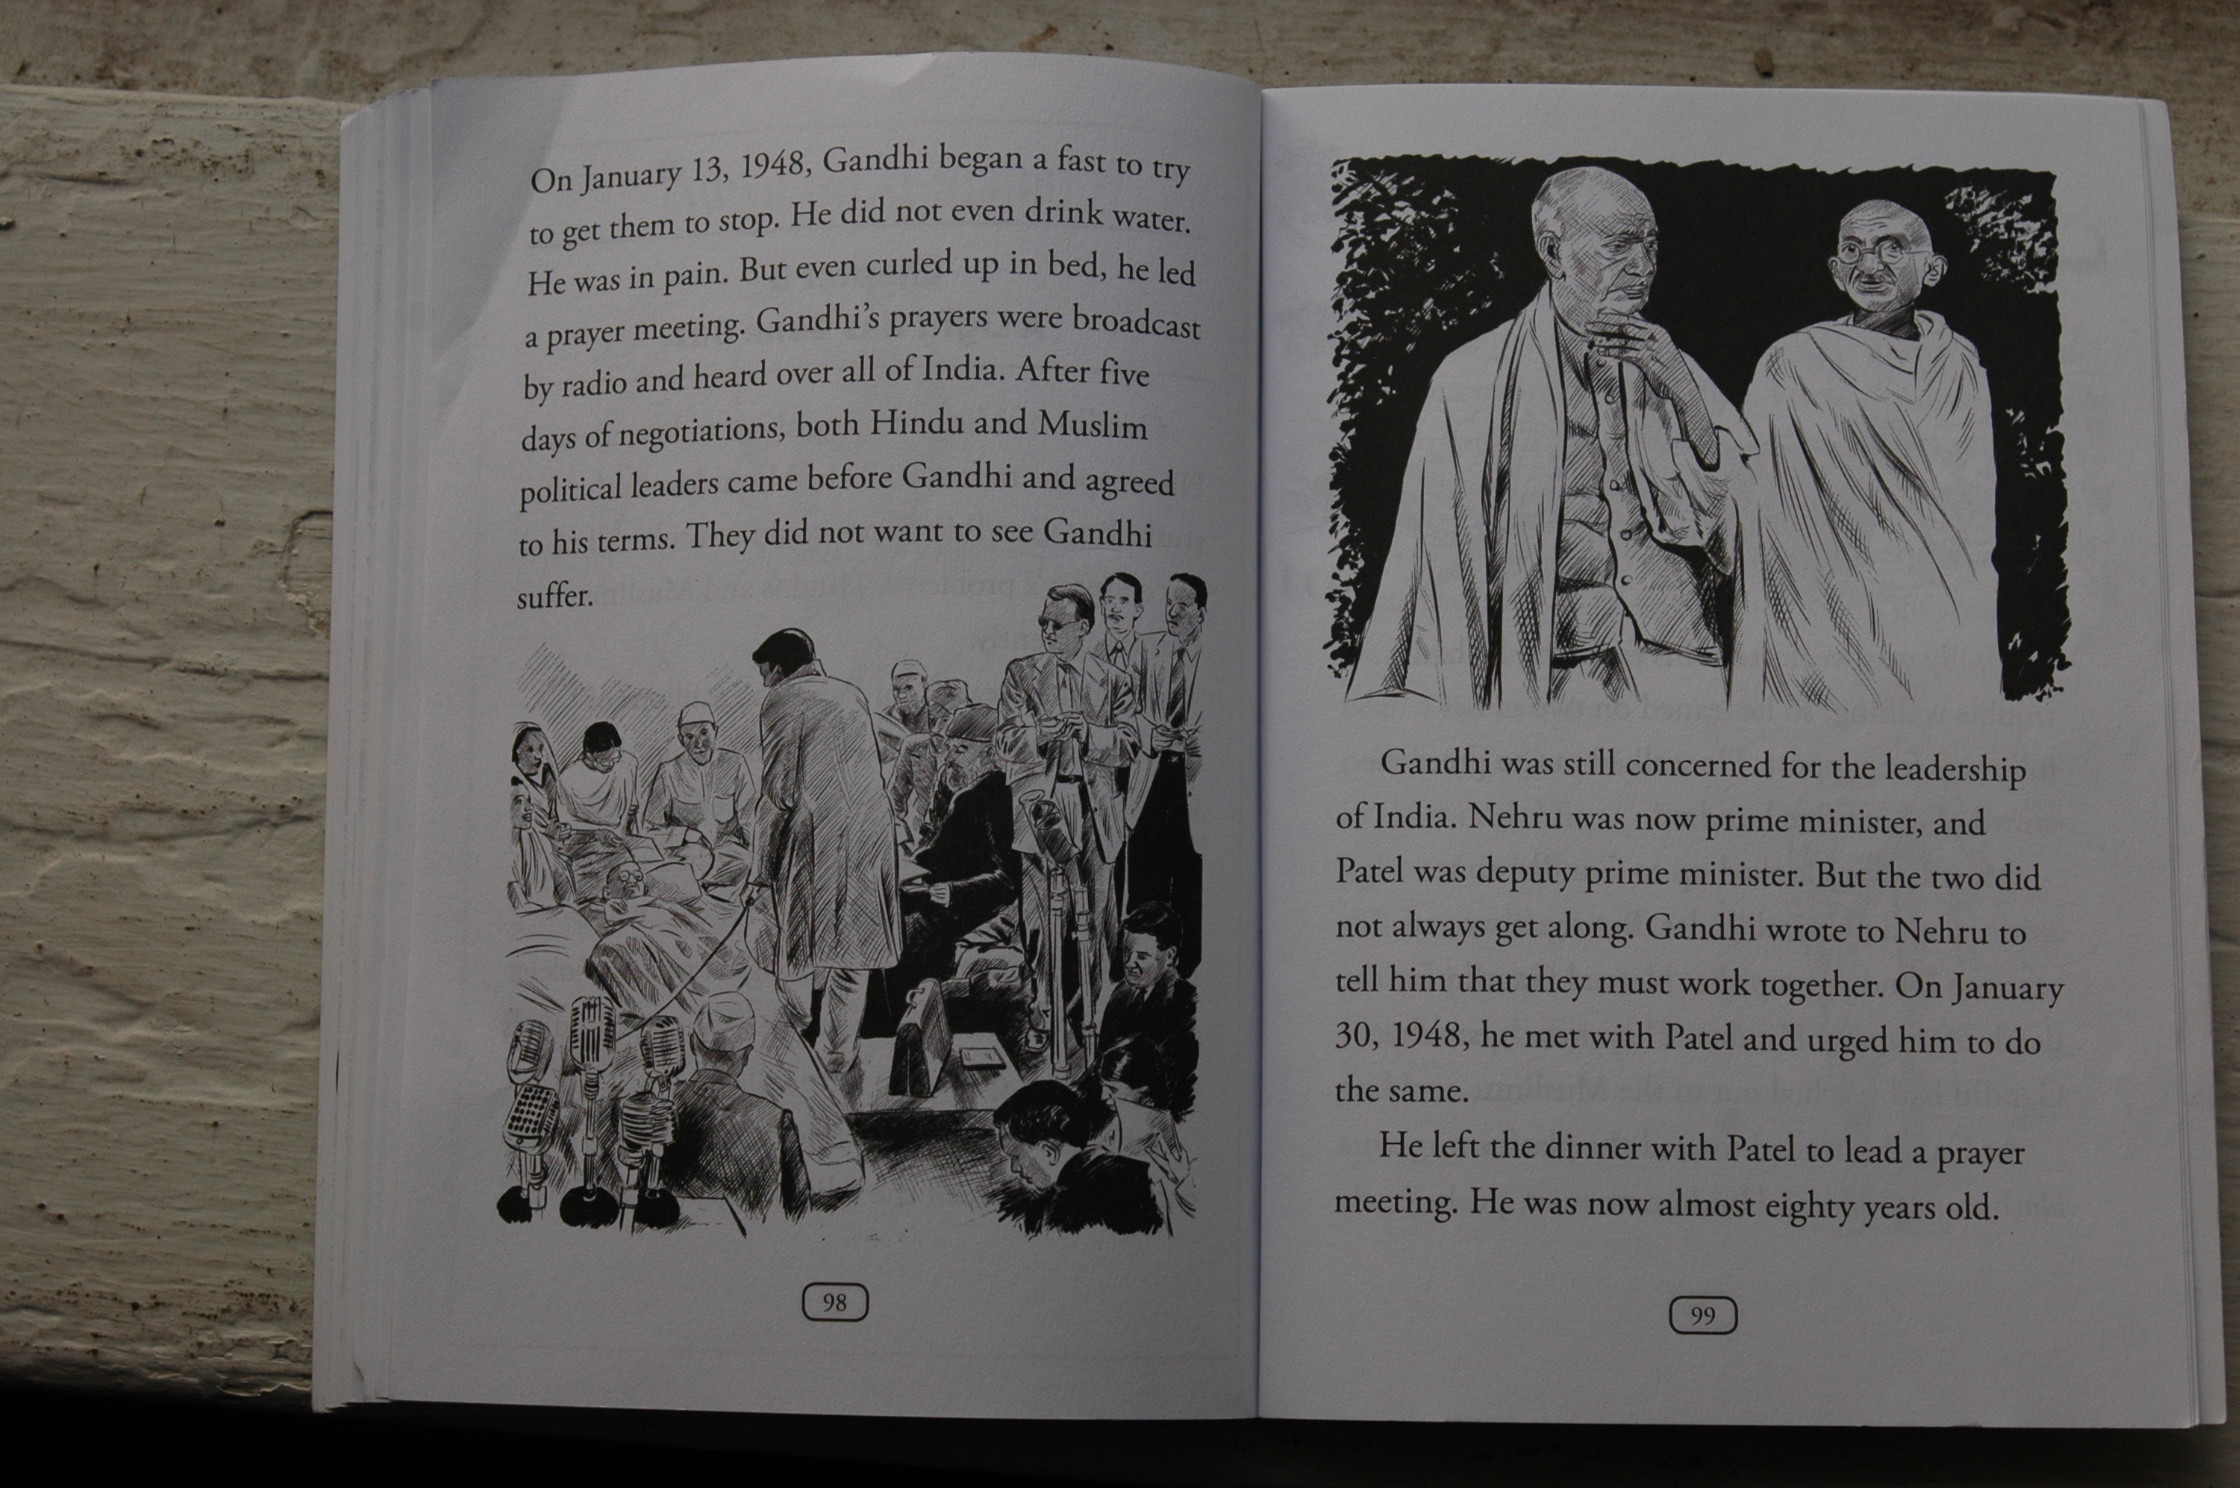 On January 13, 1948, Gandhi began a fast to try
to get them to stop. He did not even drink water.
He was in pain. But even curled up in bed, he led
a prayer meeting. Gandhi's prayers were broadcast
by radio and heard over all of India. After five
days of negotiations, both Hindu and Muslim
political leaders came before Gandhi and agreed
to his terms. They did not want to see Gandhi
suffer.
98
Gandhi was still concerned for the leadership
of India. Nehru was now prime minister, and
Patel was deputy prime minister. But the two did
not always get along. Gandhi wrote to Nehru to
tell him that they must work together. On January
30, 1948, he met with Patel and urged him to do
the same.
He left the dinner with Patel to lead a prayer
meeting. He was now almost eighty years old.
99